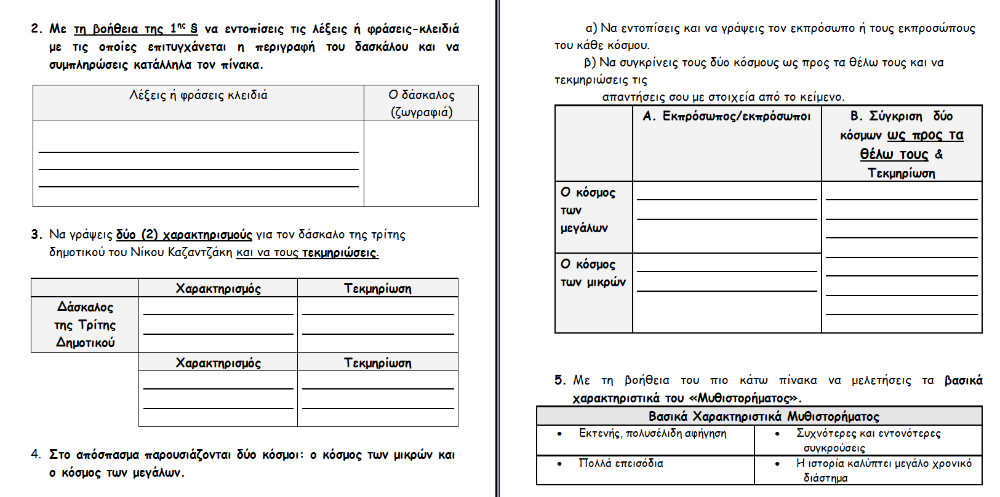 2. Με τη βοήθεια της 1ης § να εντοπίσεις τις λέξεις ή φράσεις-κλειδιά
με τις οποίες επιτυγχάνεται η περιγραφή του δασκάλου και να
συμπληρώσεις κατάλληλα τον πίνακα.
Λέξεις ή φράσεις κλειδιά
Ο δάσκαλος
(ζωγραφιά)
3. Να γράψεις δύο (2) χαρακτηρισμούς για τον δάσκαλο της τρίτης
δημοτικού του Νίκου Καζαντζάκη και να τους τεκμηριώσεις.
Χαρακτηρισμός
Τεκμηρίωση
Δάσκαλος
της Τρίτης
Δημοτικού
Χαρακτηρισμός
Τεκμηρίωση
4. Στο απόσπασμα παρουσιάζονται δύο κόσμοι: ο κόσμος των μικρών και
ο κόσμος των μεγάλων.
α) Να εντοπίσεις και να γράψεις τον εκπρόσωπο ή τους εκπροσώπους
του κάθε κόσμου.
β) Να συγκρίνεις τους δύο κόσμους ως προς τα θέλω τους και να
τεκμηριώσεις τις
απαντήσεις σου με στοιχεία από το κείμενο.
Α. Εκπρόσωπος/εκπρόσωποι
Β. Σύγκριση δύο
κόσμων ως προς τα
θέλω τους &
Τεκμηρίωση
Ο κόσμος
των
μεγάλων
Ο κόσμος
των μικρών
5. Με τη βοήθεια του πιο κάτω πίνακα να μελετήσεις τα βασικά
χαρακτηριστικά του «Μυθιστορήματος».
Βασικά Χαρακτηριστικά Μυθιστορήματος
• Εκτενής, πολυσέλιδη αφήγηση
• Συχνότερες και εντονότερες
συγκρούσεις
• Πολλά επεισόδια
• Η ιστορία καλύπτει μεγάλο χρονικό
διάστημα